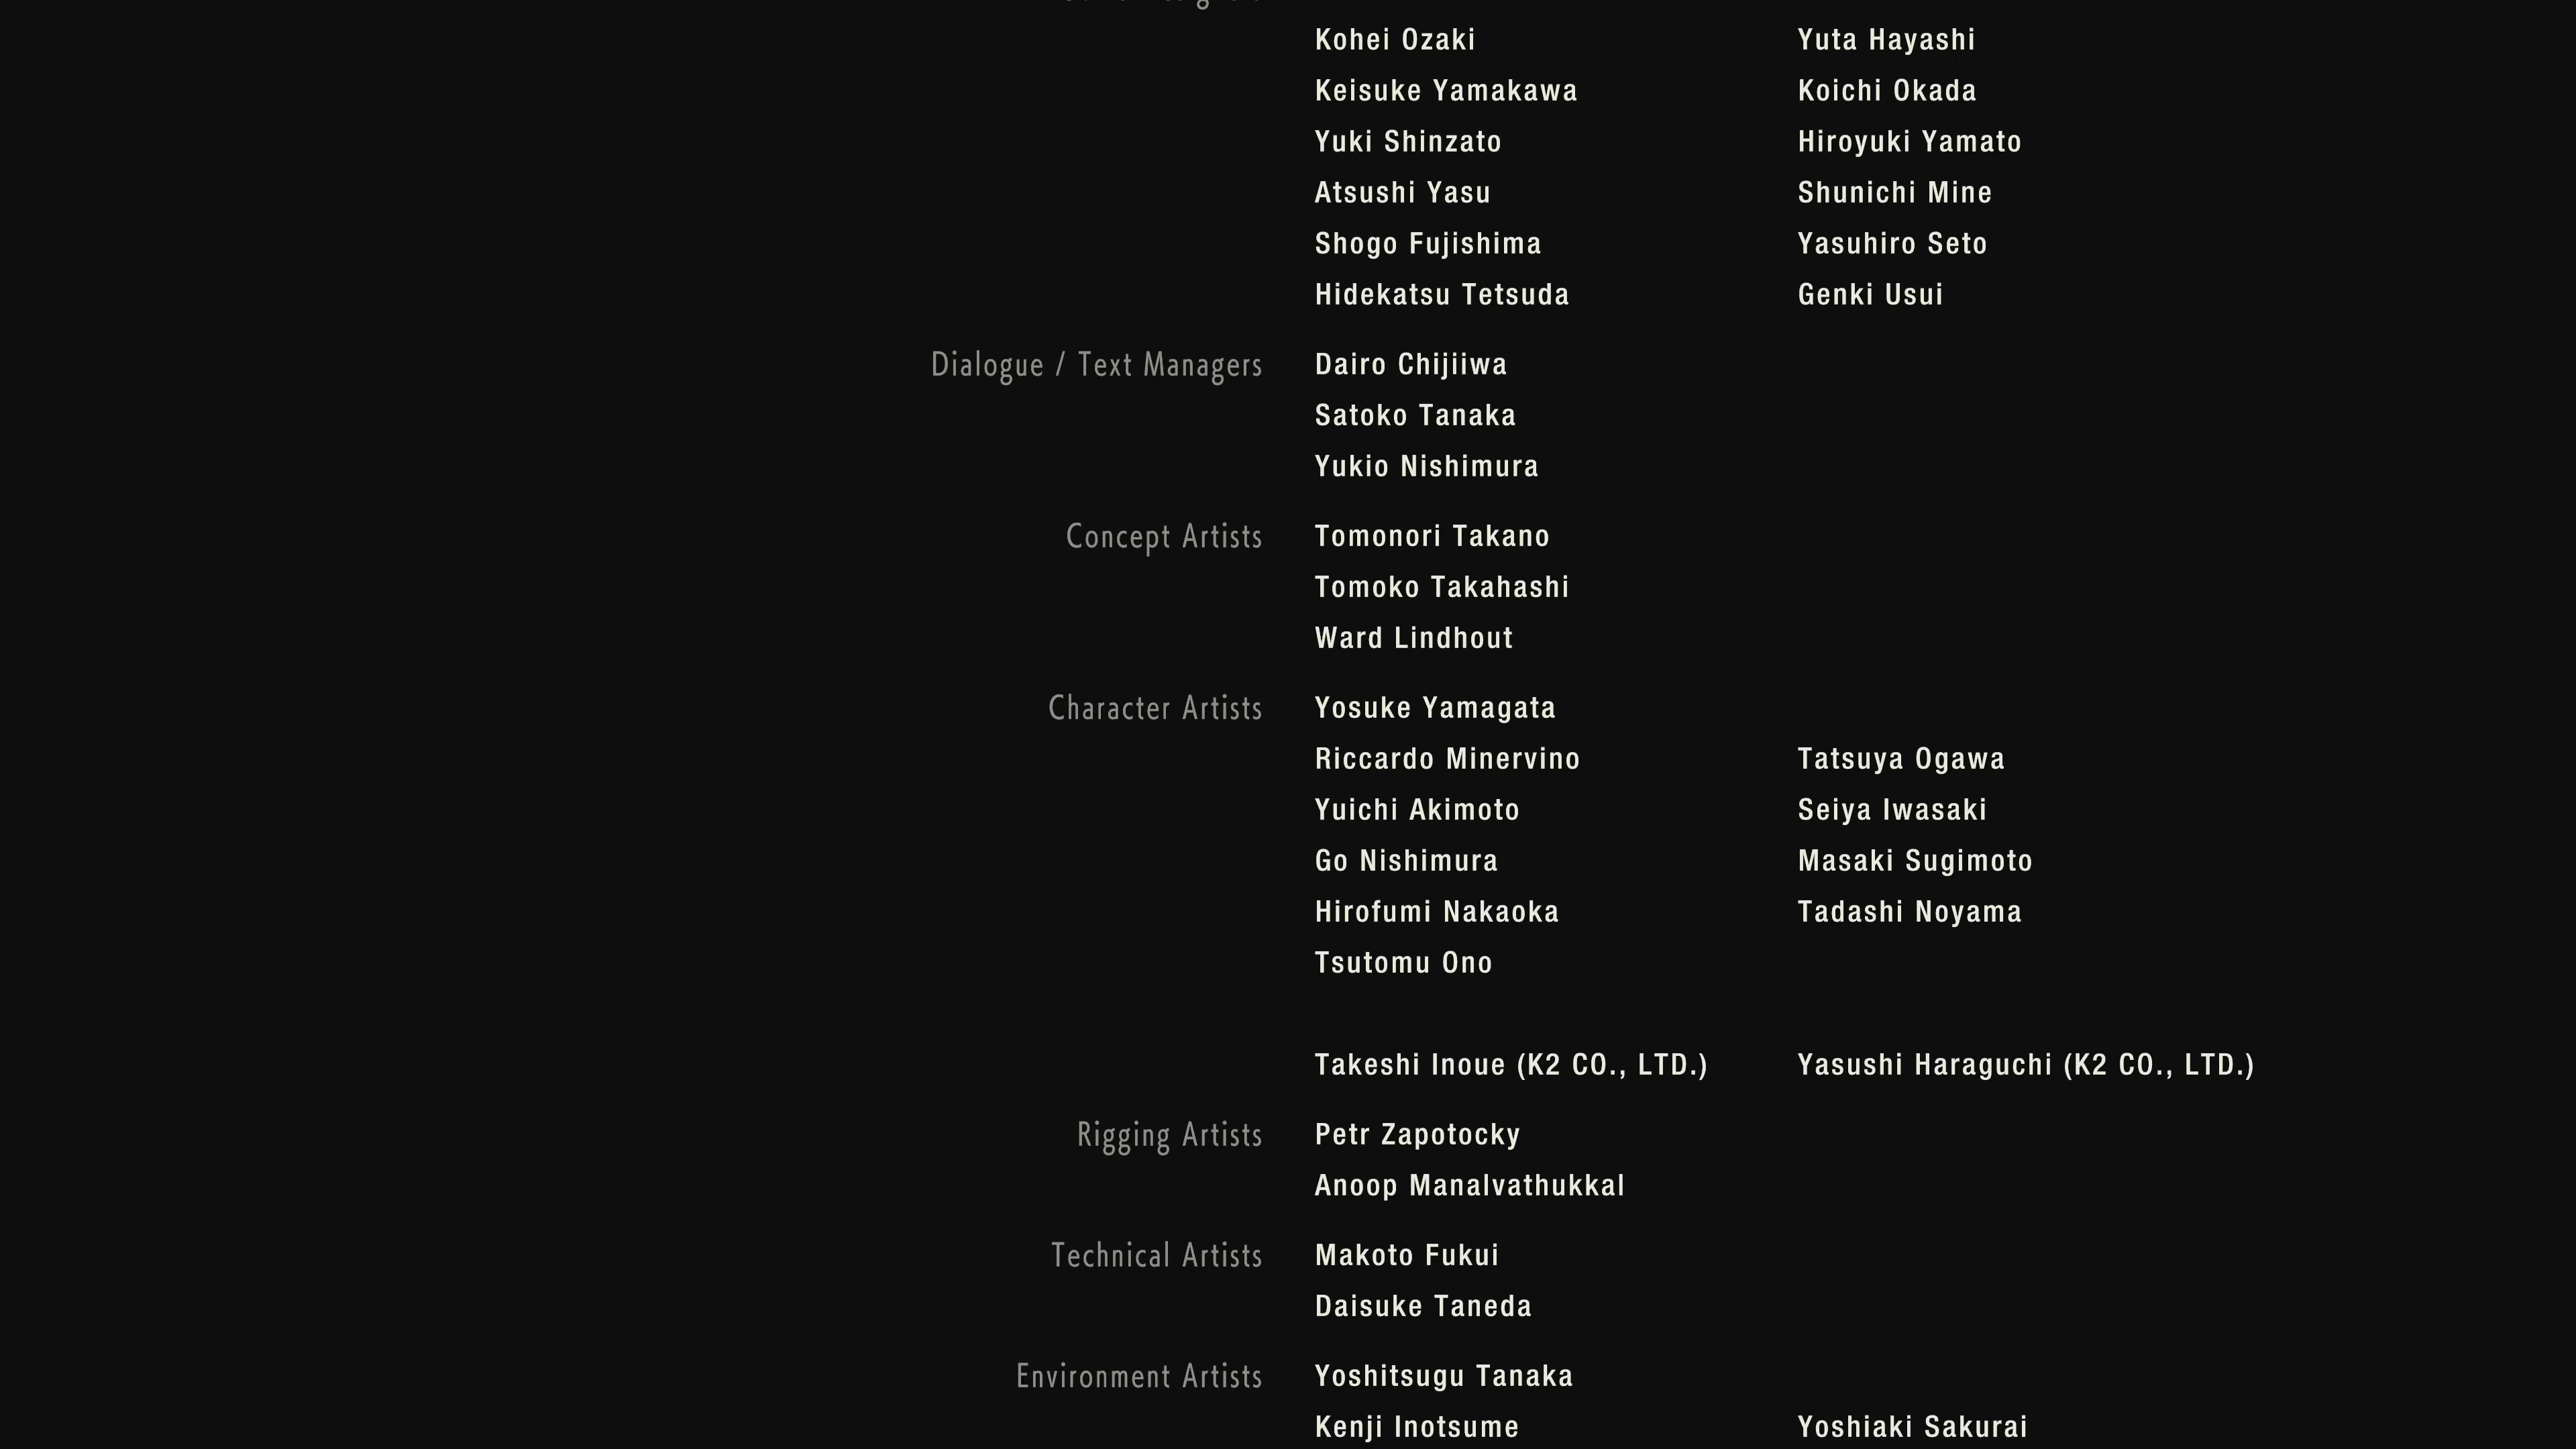 Kohei Ozaki Yuta Hayashi
Keisuke Yamakawa Koichi Okada
Yuki Shinzato Hiroyuki Yamato
Atsushi Yasu Shunichi Mine
Shogo Fujishima Yasuhiro Seto
Hidekatsu Tetsuda Genki Usui
Dialogue / Text Managers Dairo Chijiiwa
Satoko Tanaka
Yukio Nishimura
Concept Artists Tomonori Takano
Tomoko Takahashi
Ward Lindhout
Character Artists Yosuke Yamagata
Riccardo Minervino Tatsuya Ogawa
Yuichi Akimoto Seiya Iwasaki
Go Nishimura Masaki Sugimoto
Hirofumi Nakaoka Tadashi Noyama
Tsutomu Ono
Takeshi Inoue (K2 CO., LTD.) Yasushi Haraguchi (K2 CO., LTD.)
Rigging Artists Petr Zapotocky
Anoop Manalvathukkal
Technical Artists Makoto Fukui
Daisuke Taneda
Environment Artists Yoshitsugu Tanaka
Kenji Inotsume Yoshiaki Sakurai